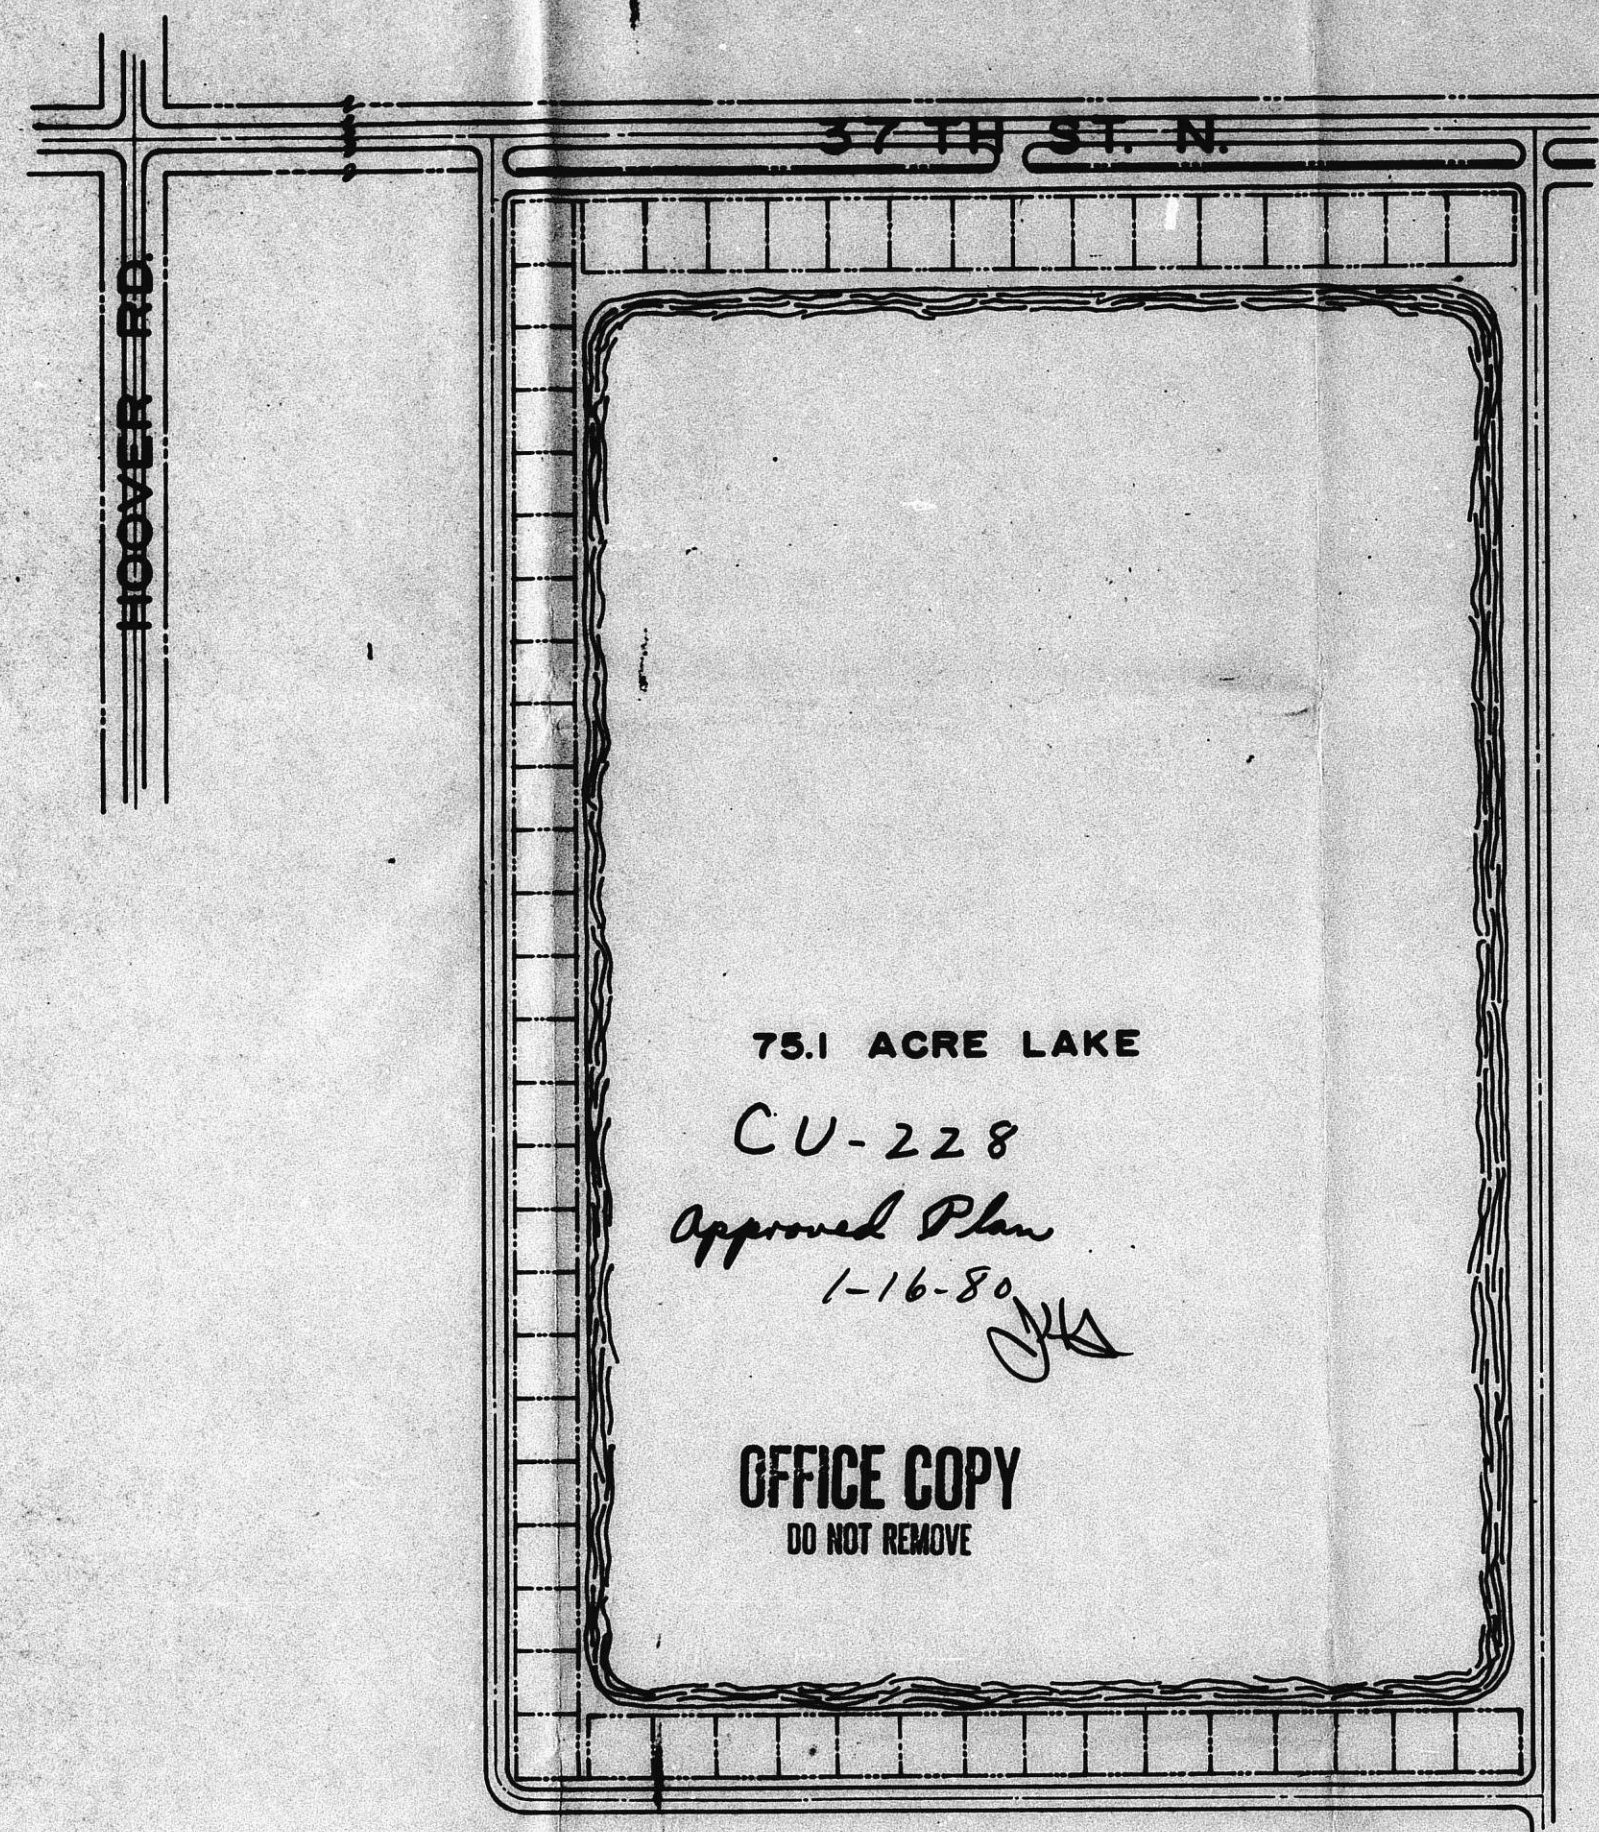 37TH ST. N.
HOOVER RD.
75.1 ACRE LAKE
CU-228
Approved Plan
1-16-80
OFFICE COPY
DO NOT REMOVE